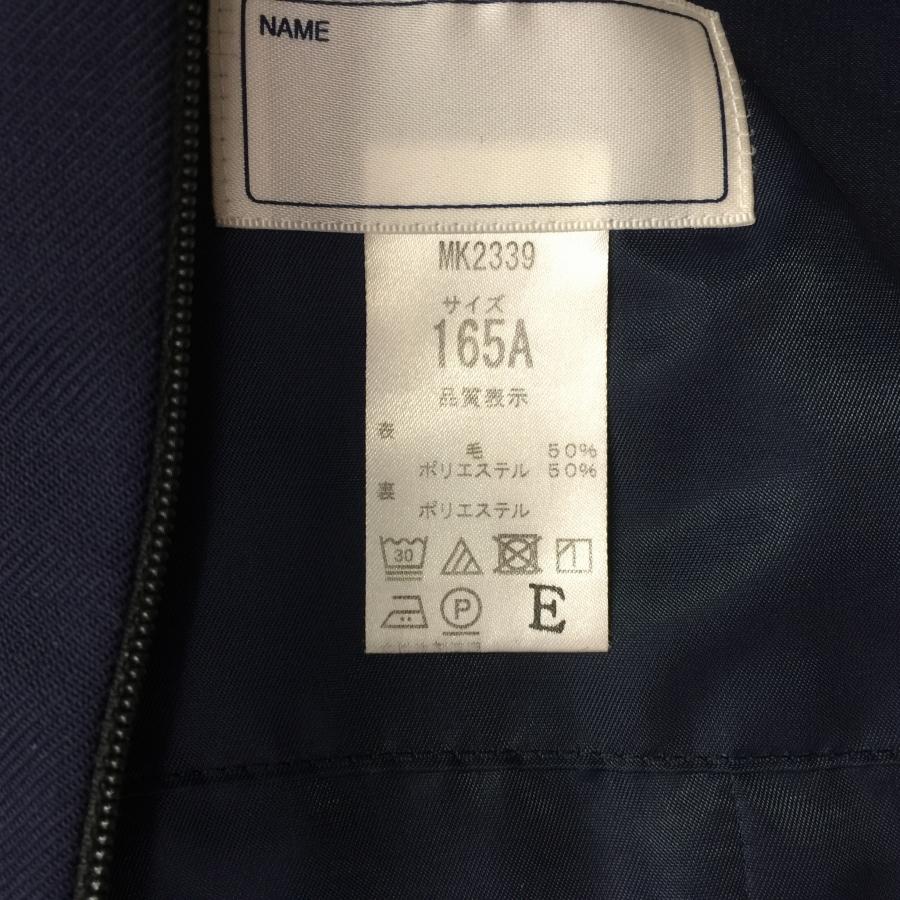 NAME
MK2339
サイズ
165A
品質表示
表
毛 50%
ポリエステル 50%
裏
ポリエステル
30
P
E